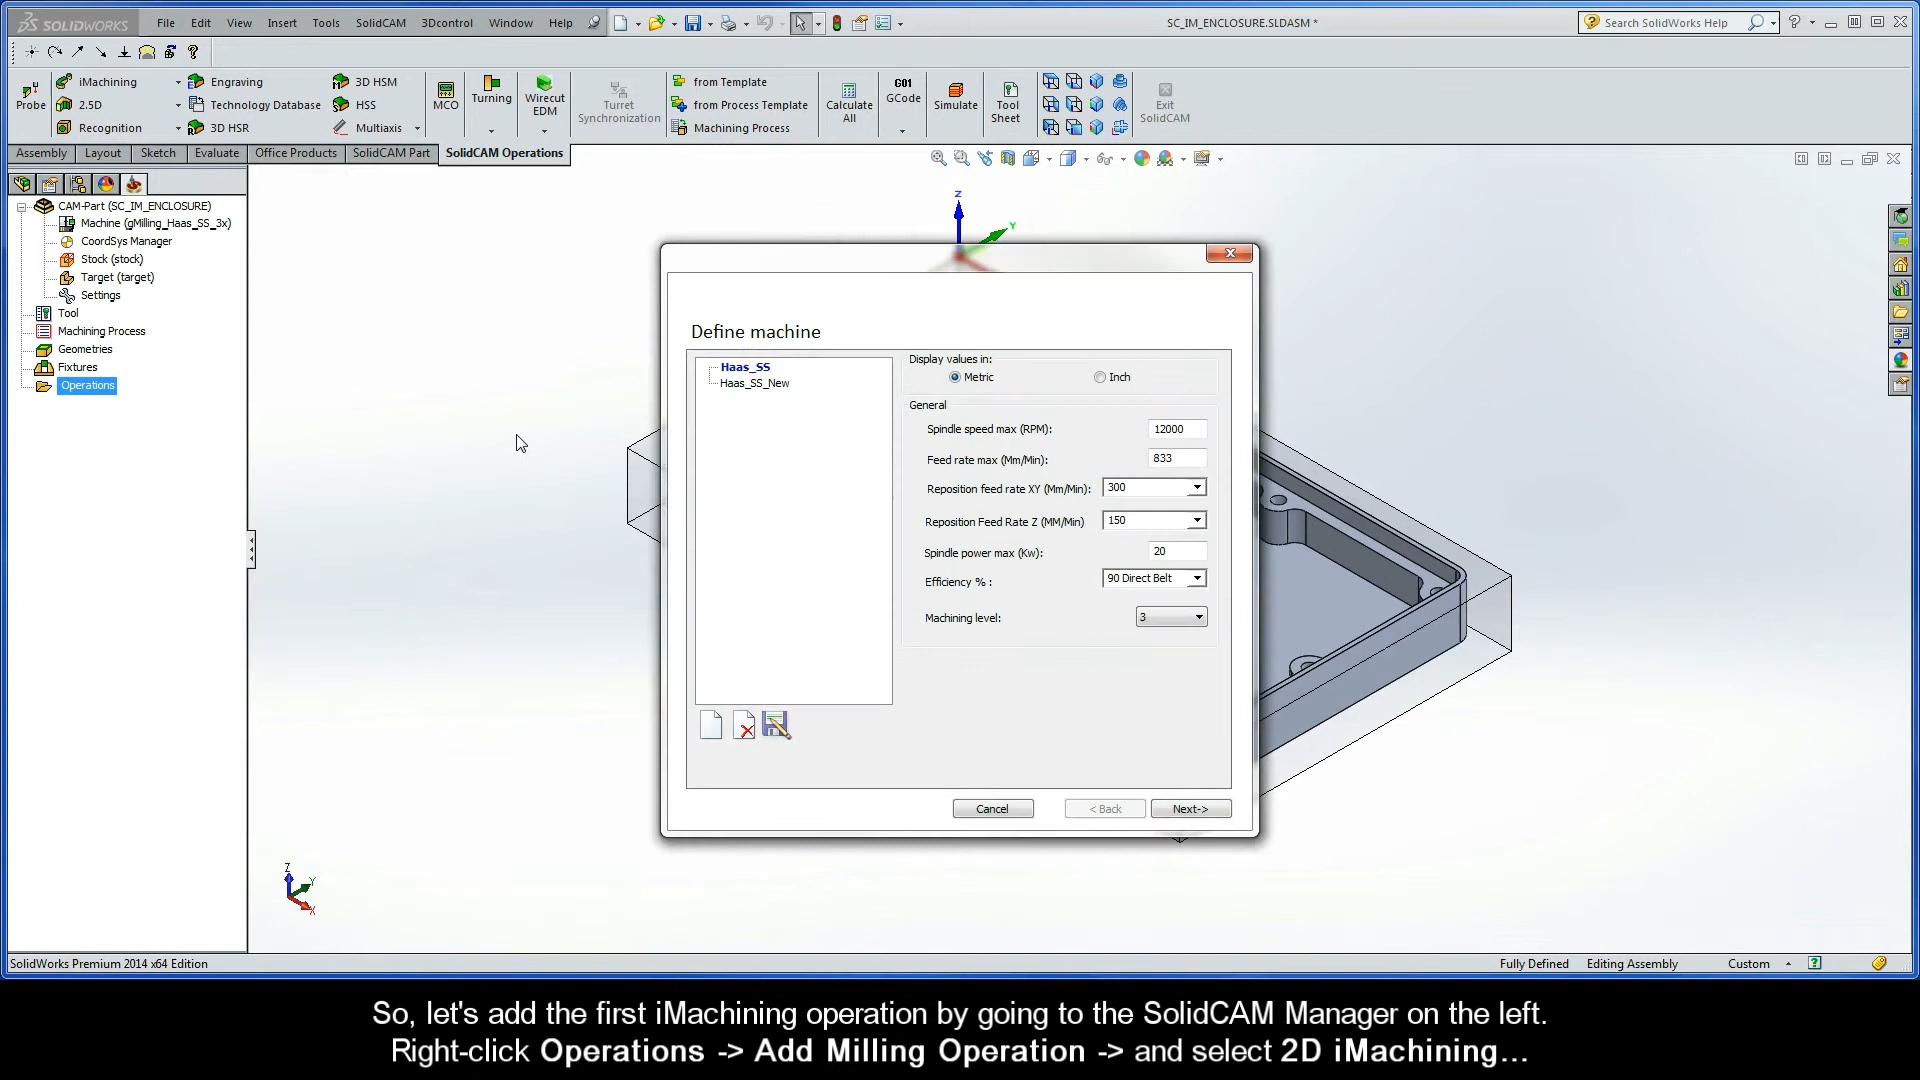 SOLIDWORKS File Edit View Insert Tools SolidCAM 3Dcontrol Window Help SC_IM_ENCLOSURE.SLDASM * Search SolidWorks Help
iMachining Engraving 3D HSM from Template
Probe 2.5D Technology Database HSS MCO Turning Wirecut EDM Turret Synchronization from Process Template Calculate All G01 GCode Simulate Tool Sheet Exit SolidCAM
Recognition 3D HSR Multiaxis Machining Process
Assembly Layout Sketch Evaluate Office Products SolidCAM Part SolidCAM Operations
CAM-Part (SC_IM_ENCLOSURE)
Machine (gMilling_Haas_SS_3x)
CoordSys Manager
Stock (stock)
Target (target)
Settings
Tool
Machining Process
Geometries
Fixtures
Operations
Z
Y
Define machine
Haas_SS
Haas_SS_New
Display values in:
Metric Inch
General
Spindle speed max (RPM): 12000
Feed rate max (Mm/Min): 833
Reposition feed rate XY (Mm/Min): 300
Reposition Feed Rate Z (MM/Min) 150
Spindle power max (Kw): 20
Efficiency % : 90 Direct Belt
Machining level: 3
Cancel < Back Next->
Z
Y
X
SolidWorks Premium 2014 x64 Edition Fully Defined Editing Assembly Custom
So, let's add the first iMachining operation by going to the SolidCAM Manager on the left.
Right-click Operations -> Add Milling Operation -> and select 2D iMachining...